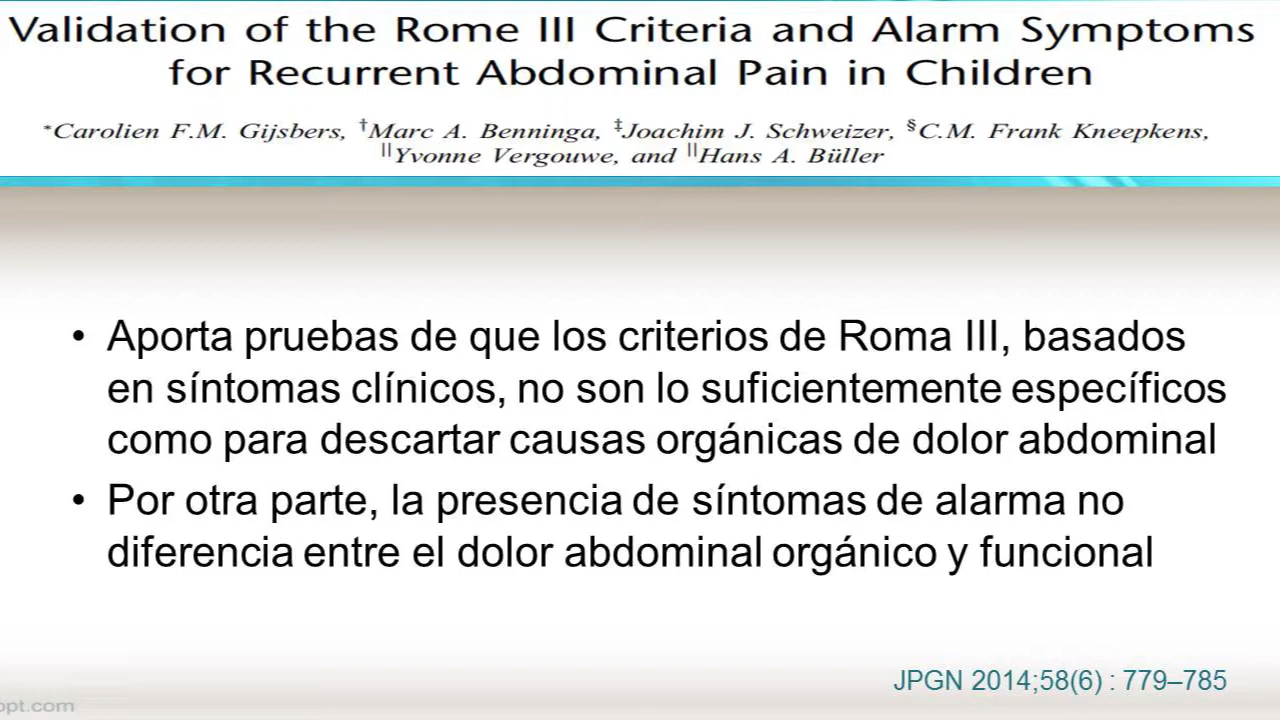 Validation of the Rome III Criteria and Alarm Symptoms
for Recurrent Abdominal Pain in Children
*Carolien F.M. Gijsbers, †Marc A. Benninga, ‡Joachim J. Schweizer, §C.M. Frank Kneepkens,
||Yvonne Vergouwe, and ||Hans A. Büller
• Aporta pruebas de que los criterios de Roma III, basados
en síntomas clínicos, no son lo suficientemente específicos
como para descartar causas orgánicas de dolor abdominal
• Por otra parte, la presencia de síntomas de alarma no
diferencia entre el dolor abdominal orgánico y funcional
JPGN 2014;58(6) : 779–785
ppt.com